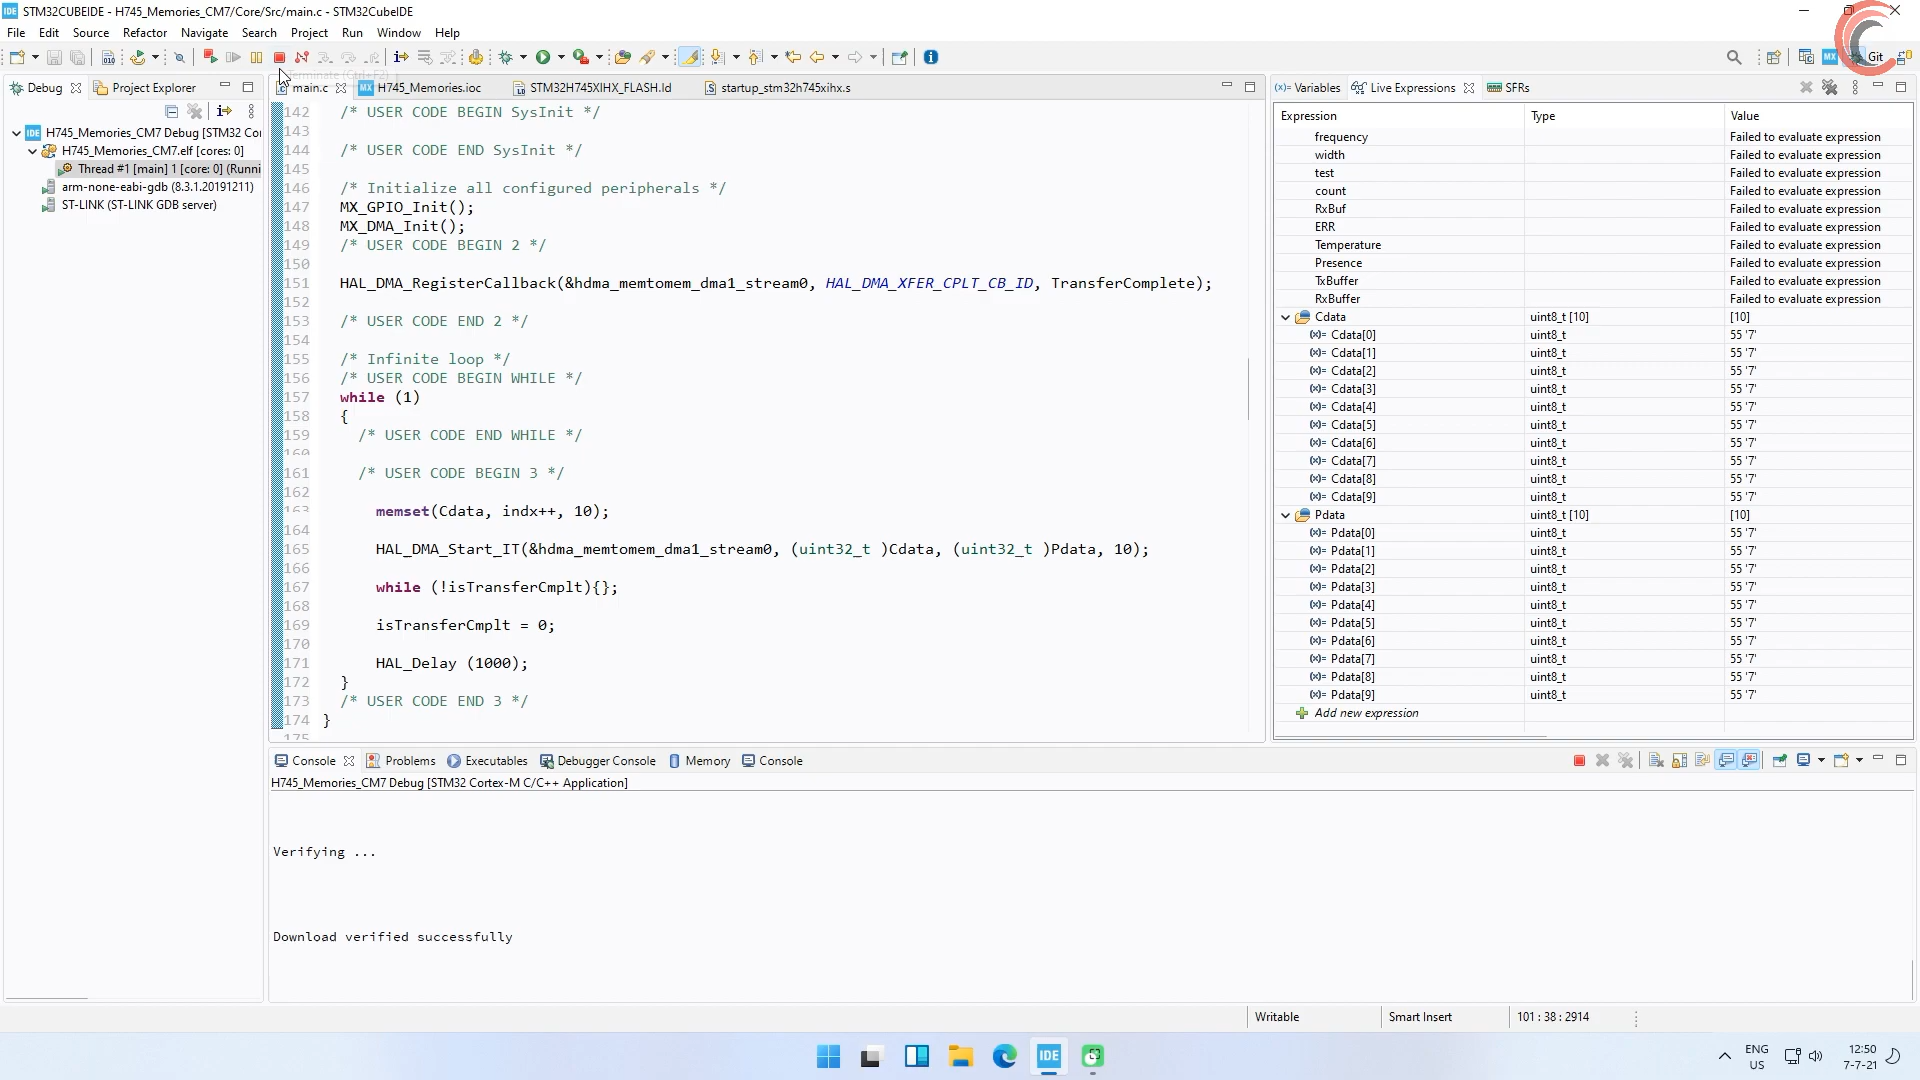 STM32CUBEIDE - H745_Memories_CM7/Core/Src/main.c - STM32CubeIDE
File Edit Source Refactor Navigate Search Project Run Window Help
Git
Debug Project Explorer
H745_Memories_CM7 Debug [STM32 Co
H745_Memories_CM7.elf [cores: 0]
Thread #1 [main] 1 [core: 0] (Runni
arm-none-eabi-gdb (8.3.1.20191211)
ST-LINK (ST-LINK GDB server)
main.c H745_Memories.ioc STM32H745XIHX_FLASH.ld startup_stm32h745xihx.s
142 /* USER CODE BEGIN SysInit */
143
144 /* USER CODE END SysInit */
145
146 /* Initialize all configured peripherals */
147 MX_GPIO_Init();
148 MX_DMA_Init();
149 /* USER CODE BEGIN 2 */
150
151 HAL_DMA_RegisterCallback(&hdma_memtomem_dma1_stream0, HAL_DMA_XFER_CPLT_CB_ID, TransferComplete);
152
153 /* USER CODE END 2 */
154
155 /* Infinite loop */
156 /* USER CODE BEGIN WHILE */
157 while (1)
158 {
159 /* USER CODE END WHILE */
160
161 /* USER CODE BEGIN 3 */
162
163 memset(Cdata, indx++, 10);
164
165 HAL_DMA_Start_IT(&hdma_memtomem_dma1_stream0, (uint32_t )Cdata, (uint32_t )Pdata, 10);
166
167 while (!isTransferCmplt){};
168
169 isTransferCmplt = 0;
170
171 HAL_Delay (1000);
172 }
173 /* USER CODE END 3 */
174 }
175
Variables Live Expressions SFRs
Expression Type Value
frequency Failed to evaluate expression
width Failed to evaluate expression
test Failed to evaluate expression
count Failed to evaluate expression
RxBuf Failed to evaluate expression
ERR Failed to evaluate expression
Temperature Failed to evaluate expression
Presence Failed to evaluate expression
TxBuffer Failed to evaluate expression
RxBuffer Failed to evaluate expression
Cdata uint8_t [10] [10]
Cdata[0] uint8_t 55 '7'
Cdata[1] uint8_t 55 '7'
Cdata[2] uint8_t 55 '7'
Cdata[3] uint8_t 55 '7'
Cdata[4] uint8_t 55 '7'
Cdata[5] uint8_t 55 '7'
Cdata[6] uint8_t 55 '7'
Cdata[7] uint8_t 55 '7'
Cdata[8] uint8_t 55 '7'
Cdata[9] uint8_t 55 '7'
Pdata uint8_t [10] [10]
Pdata[0] uint8_t 55 '7'
Pdata[1] uint8_t 55 '7'
Pdata[2] uint8_t 55 '7'
Pdata[3] uint8_t 55 '7'
Pdata[4] uint8_t 55 '7'
Pdata[5] uint8_t 55 '7'
Pdata[6] uint8_t 55 '7'
Pdata[7] uint8_t 55 '7'
Pdata[8] uint8_t 55 '7'
Pdata[9] uint8_t 55 '7'
Add new expression
Console Problems Executables Debugger Console Memory Console
H745_Memories_CM7 Debug [STM32 Cortex-M C/C++ Application]
Verifying ...
Download verified successfully
Writable Smart Insert 101 : 38 : 2914
ENG
US
12:50
7-7-21